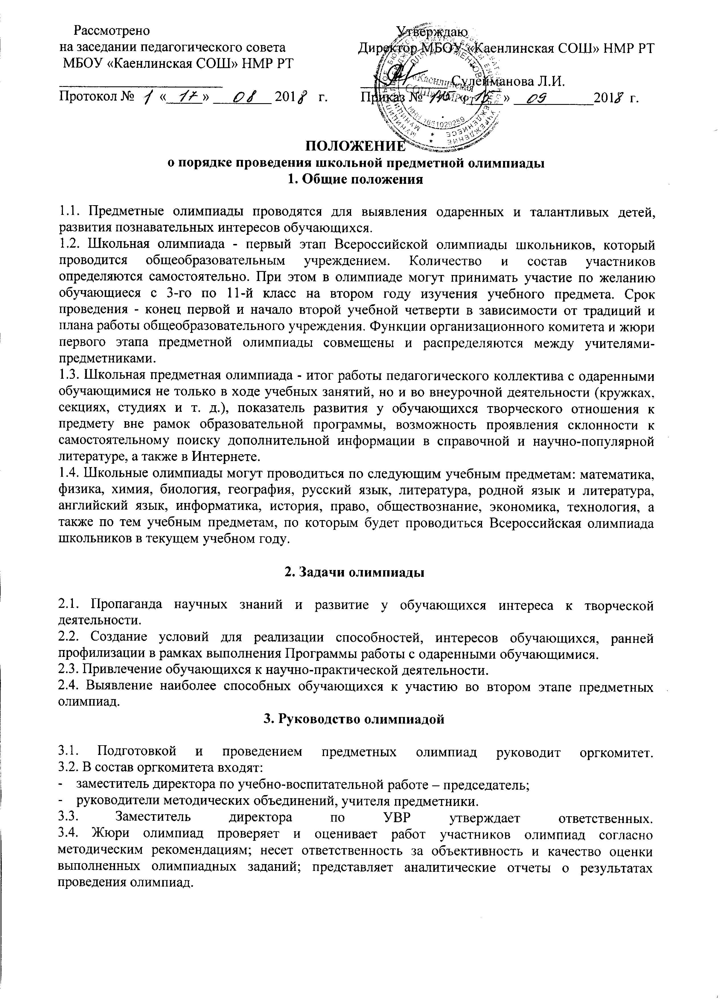 Рассмотрено
на заседании педагогического совета
МБОУ «Каенлинская СОШ» НМР РТ
Протокол № 1 «17» 08 2018 г.
Утверждаю
Директор МБОУ «Каенлинская СОШ» НМР РТ
Сулейманова Л.И.
Приказ № 115 «15» 09 2018 г.
ДЛЯ ДОКУМЕНТОВ
«Каенлинская
СОШ» НМР РТ
ИНН 1651029259
ПОЛОЖЕНИЕ
о порядке проведения школьной предметной олимпиады
1. Общие положения
1.1. Предметные олимпиады проводятся для выявления одаренных и талантливых детей,
развития познавательных интересов обучающихся.
1.2. Школьная олимпиада - первый этап Всероссийской олимпиады школьников, который
проводится общеобразовательным учреждением. Количество и состав участников
определяются самостоятельно. При этом в олимпиаде могут принимать участие по желанию
обучающиеся с 3-го по 11-й класс на втором году изучения учебного предмета. Срок
проведения - конец первой и начало второй учебной четверти в зависимости от традиций и
плана работы общеобразовательного учреждения. Функции организационного комитета и жюри
первого этапа предметной олимпиады совмещены и распределяются между учителями-
предметниками.
1.3. Школьная предметная олимпиада - итог работы педагогического коллектива с одаренными
обучающимися не только в ходе учебных занятий, но и во внеурочной деятельности (кружках,
секциях, студиях и т. д.), показатель развития у обучающихся творческого отношения к
предмету вне рамок образовательной программы, возможность проявления склонности к
самостоятельному поиску дополнительной информации в справочной и научно-популярной
литературе, а также в Интернете.
1.4. Школьные олимпиады могут проводиться по следующим учебным предметам: математика,
физика, химия, биология, география, русский язык, литература, родной язык и литература,
английский язык, информатика, история, право, обществознание, экономика, технология, а
также по тем учебным предметам, по которым будет проводиться Всероссийская олимпиада
школьников в текущем учебном году.
2. Задачи олимпиады
2.1. Пропаганда научных знаний и развитие у обучающихся интереса к творческой
деятельности.
2.2. Создание условий для реализации способностей, интересов обучающихся, ранней
профилизации в рамках выполнения Программы работы с одаренными обучающимися.
2.3. Привлечение обучающихся к научно-практической деятельности.
2.4. Выявление наиболее способных обучающихся к участию во втором этапе предметных
олимпиад.
3. Руководство олимпиадой
3.1. Подготовкой и проведением предметных олимпиад руководит оргкомитет.
3.2. В состав оргкомитета входят:
- заместитель директора по учебно-воспитательной работе – председатель;
- руководители методических объединений, учителя предметники.
3.3. Заместитель директора по УВР утверждает ответственных.
3.4. Жюри олимпиад проверяет и оценивает работ участников олимпиад согласно
методическим рекомендациям; несет ответственность за объективность и качество оценки
выполненных олимпиадных заданий; представляет аналитические отчеты о результатах
проведения олимпиад.